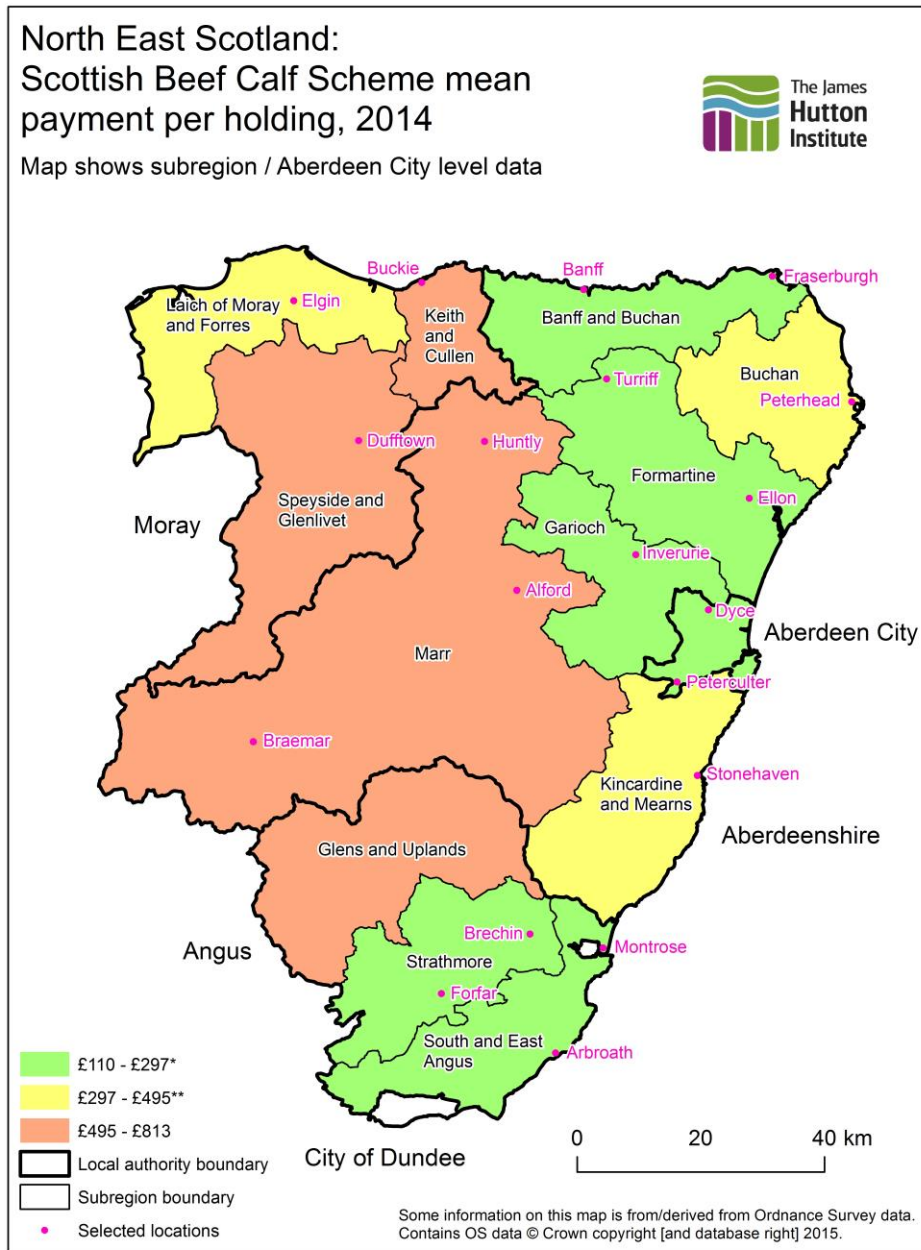 North East Scotland:
Scottish Beef Calf Scheme mean
payment per holding, 2014
Map shows subregion / Aberdeen City level data
The James
Hutton
Institute
Buckie
Banff
Fraserburgh
Laich of Moray
and Forres
Elgin
Keith
and
Cullen
Banff and Buchan
Turriff
Buchan
Peterhead
Dufftown
Huntly
Formartine
Speyside and
Glenlivet
Ellon
Moray
Garioch
Inverurie
Alford
Dyce
Aberdeen City
Marr
Peterculter
Braemar
Stonehaven
Kincardine
and Mearns
Aberdeenshire
Glens and Uplands
Brechin
Montrose
Angus
Strathmore
Forfar
South and East
Angus
Arbroath
£110 - £297*
£297 - £495**
£495 - £813
Local authority boundary
Subregion boundary
Selected locations
City of Dundee
0 20 40 km
Some information on this map is from/derived from Ordnance Survey data.
Contains OS data © Crown copyright [and database right] 2015.